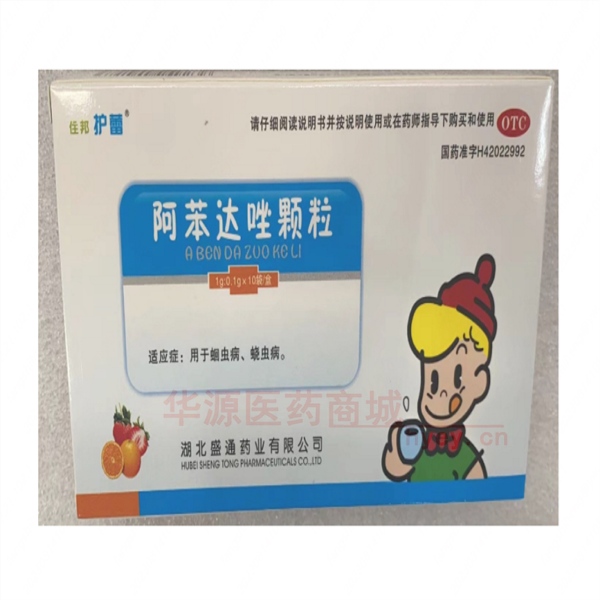 佳邦 护蕾®
请仔细阅读说明书并按说明使用或在药师指导下购买和使用 OTC
国药准字H42022992
阿苯达唑颗粒
A BEN DA ZUO KE LI
1g:0.1g×10袋/盒
适应症：用于蛔虫病、蛲虫病。
华源医药商城
湖北盛通药业有限公司
HUBEI SHENG TONG PHARMACEUTICALS CO.,LTD